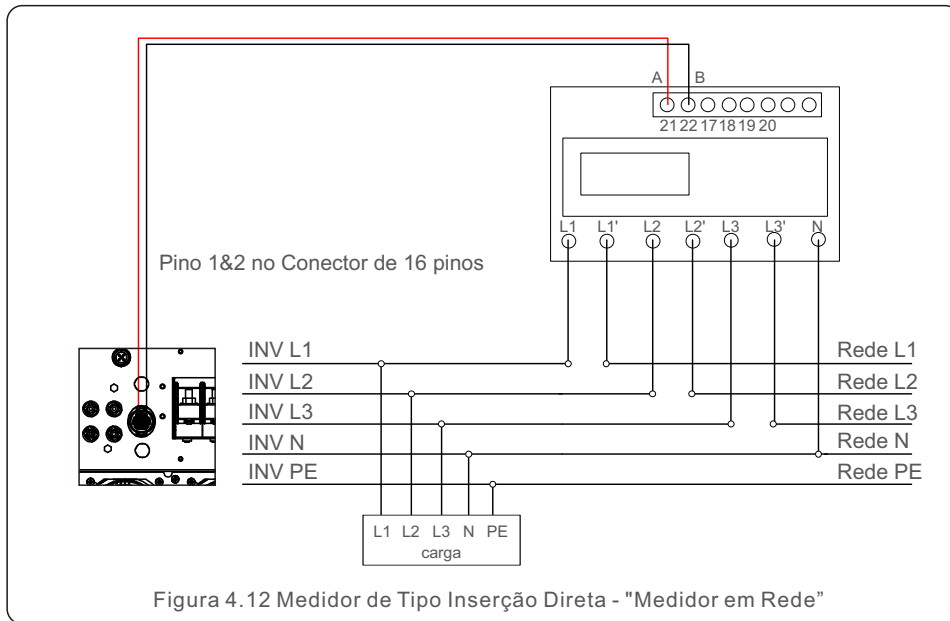 A B
21 22 17 18 19 20
L1 L1' L2 L2' L3 L3' N
Pino 1&2 no Conector de 16 pinos
INV L1 Rede L1
INV L2 Rede L2
INV L3 Rede L3
INV N Rede N
INV PE Rede PE
L1 L2 L3 N PE
carga
Figura 4.12 Medidor de Tipo Inserção Direta - "Medidor em Rede”